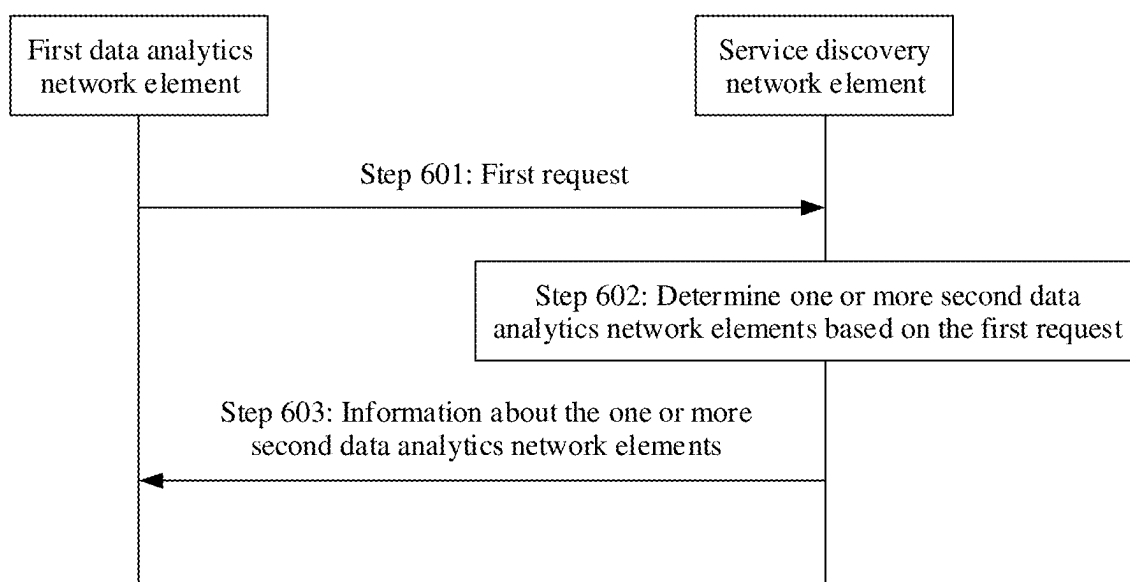 First data analytics
network element
Service discovery
network element
Step 601: First request
Step 602: Determine one or more second data
analytics network elements based on the first request
Step 603: Information about the one or more
second data analytics network elements